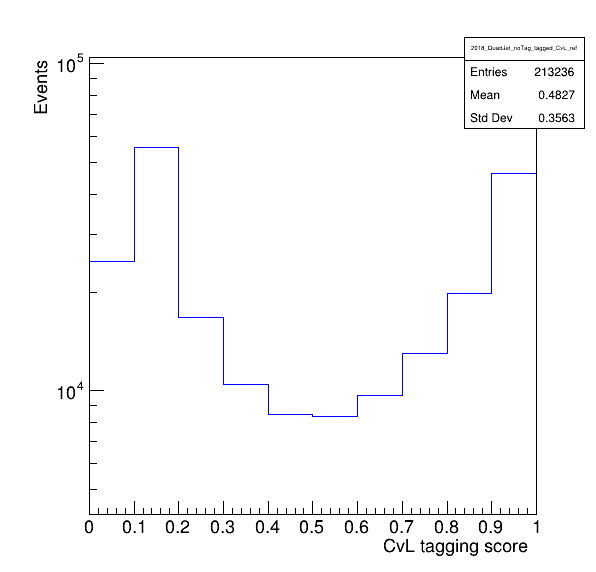 2018_QuadJet_noTag_tagged_CvL_ref
Entries 213236
Mean 0.4827
Std Dev 0.3563
Events
10^5
10^4
0 0.1 0.2 0.3 0.4 0.5 0.6 0.7 0.8 0.9 1
CvL tagging score